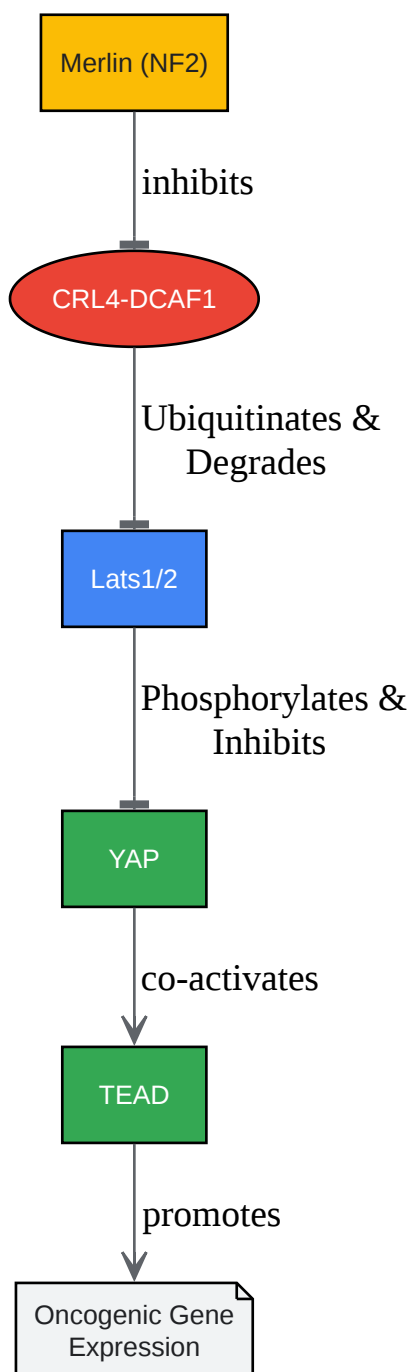 Merlin (NF2)
inhibits
CRL4-DCAF1
Ubiquitinates &
Degrades
Lats1/2
Phosphorylates &
Inhibits
YAP
co-activates
TEAD
promotes
Oncogenic Gene
Expression